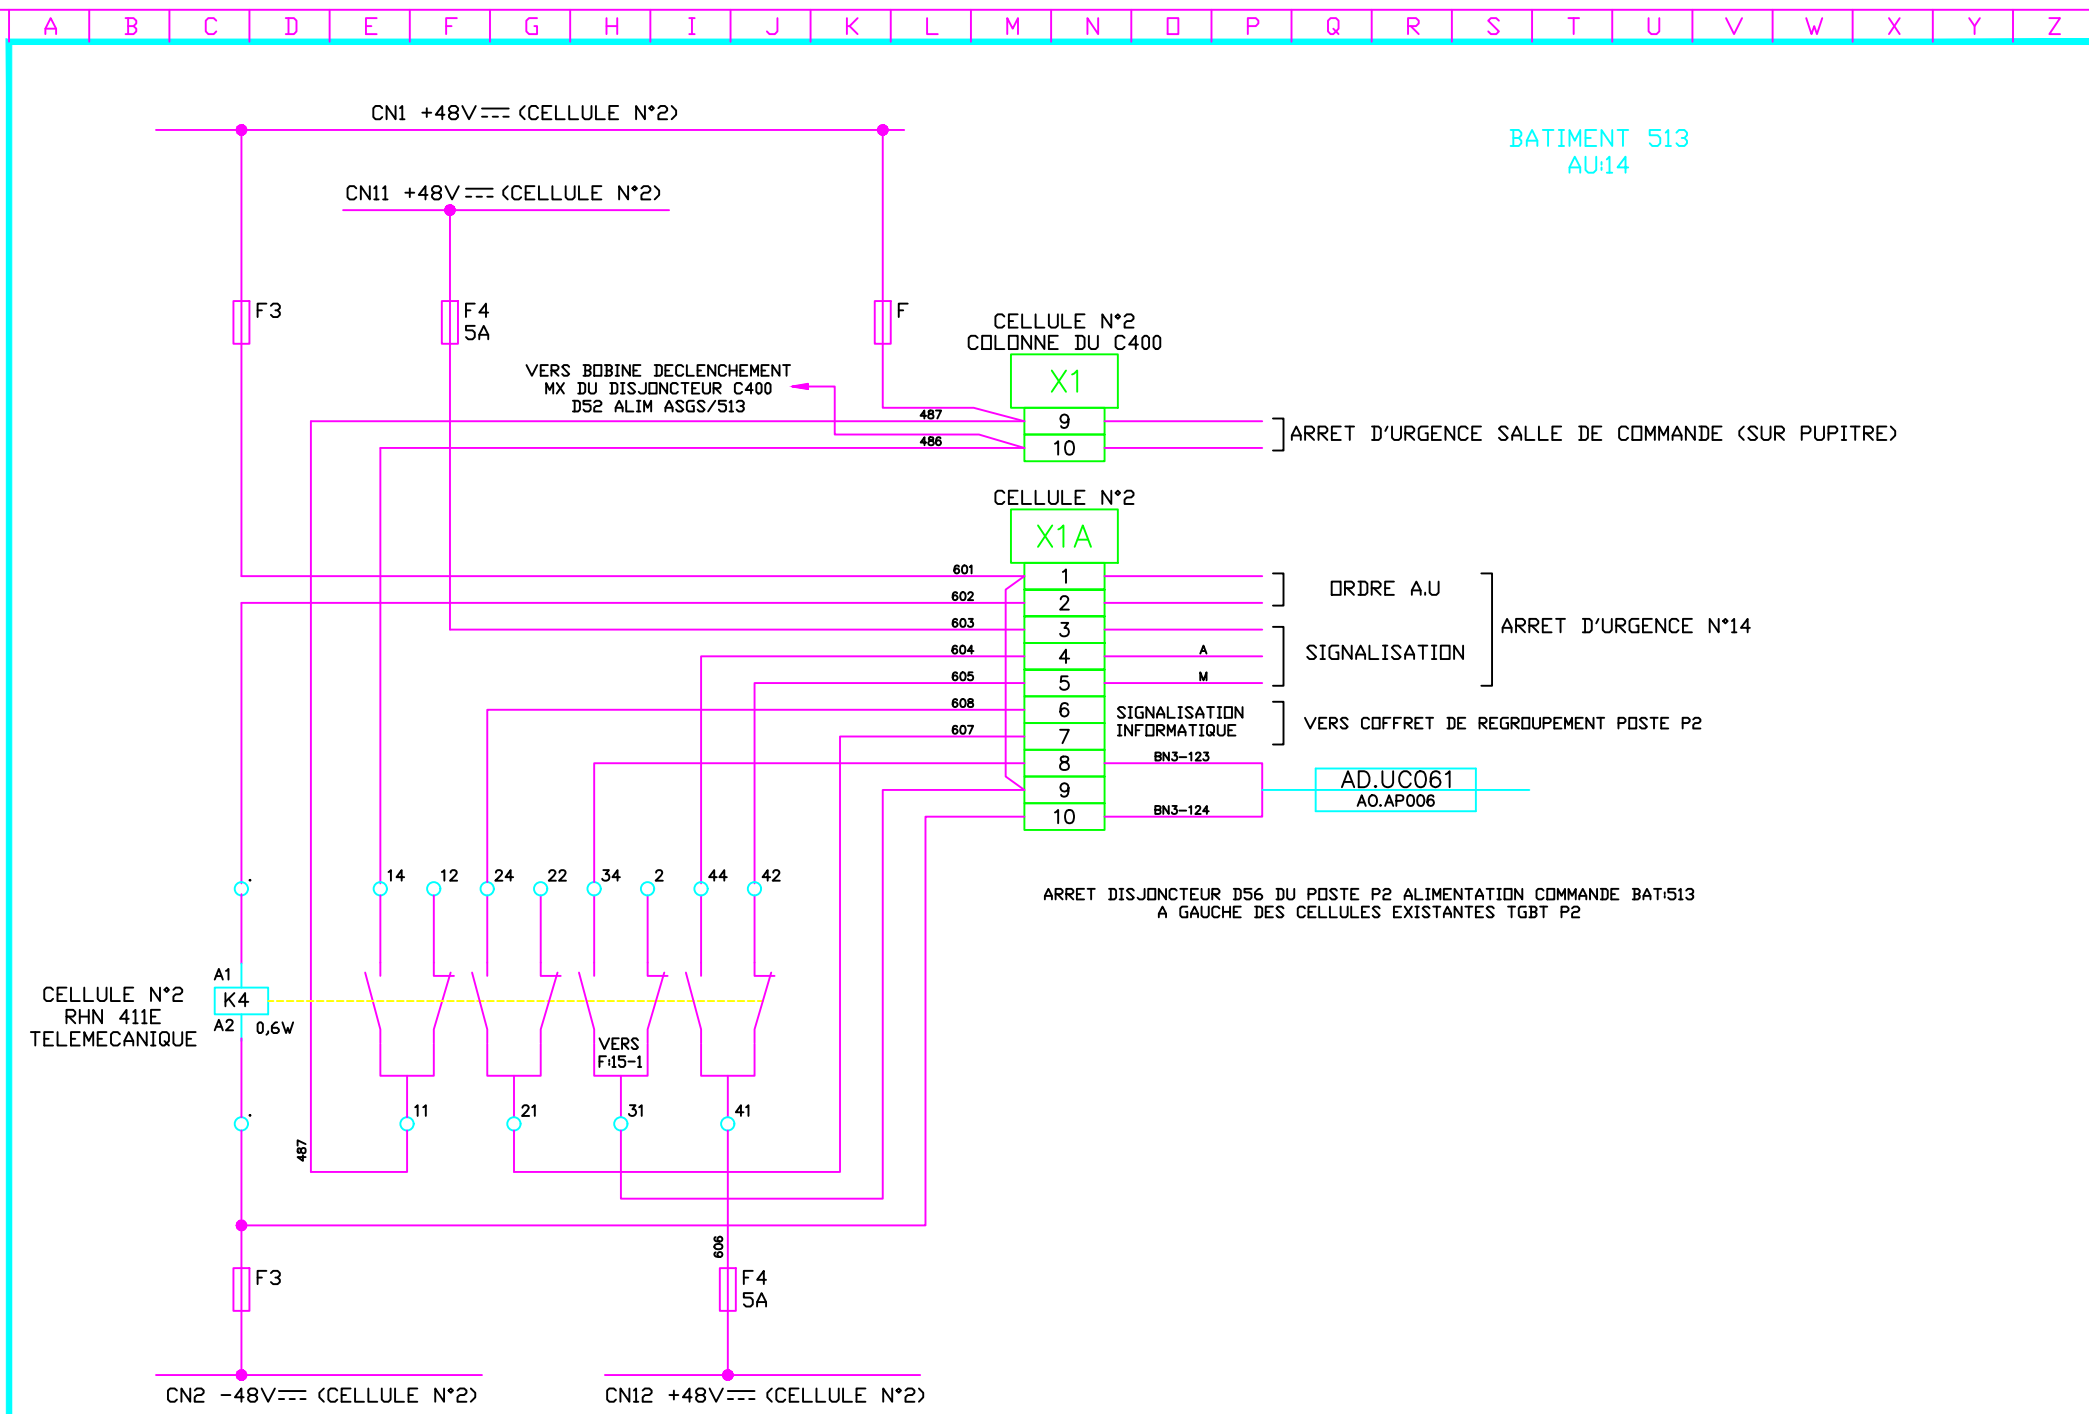 A B C D E F G H I J K L M N O P Q R S T U V W X Y Z
CN1 +48V (CELLULE N°2)
BATIMENT 513
AU:14
CN11 +48V (CELLULE N°2)
F3
F4
5A
F
CELLULE N°2
COLONNE DU C400
VERS BOBINE DECLENCHEMENT
MX DU DISJONCTEUR C400
D52 ALIM ASGS/513
X1
487
9
486
10
ARRET D'URGENCE SALLE DE COMMANDE (SUR PUPITRE)
CELLULE N°2
X1A
601
1
602
2
603
3
604
4
A
605
5
M
608
6
607
7
8
BN3-123
9
10
BN3-124
ORDRE A.U
SIGNALISATION
ARRET D'URGENCE N°14
SIGNALISATION
INFORMATIQUE
VERS COFFRET DE REGROUPEMENT POSTE P2
AD.UC061
AO.AP006
. 14 12 24 22 34 2 44 42
ARRET DISJONCTEUR D56 DU POSTE P2 ALIMENTATION COMMANDE BAT:513
A GAUCHE DES CELLULES EXISTANTES TGBT P2
CELLULE N°2
RHN 411E
TELEMECANIQUE
A1
K4
A2
0,6W
VERS
F:15-1
. 11 21 31 41
487
606
F3
F4
5A
CN2 -48V (CELLULE N°2)
CN12 +48V (CELLULE N°2)